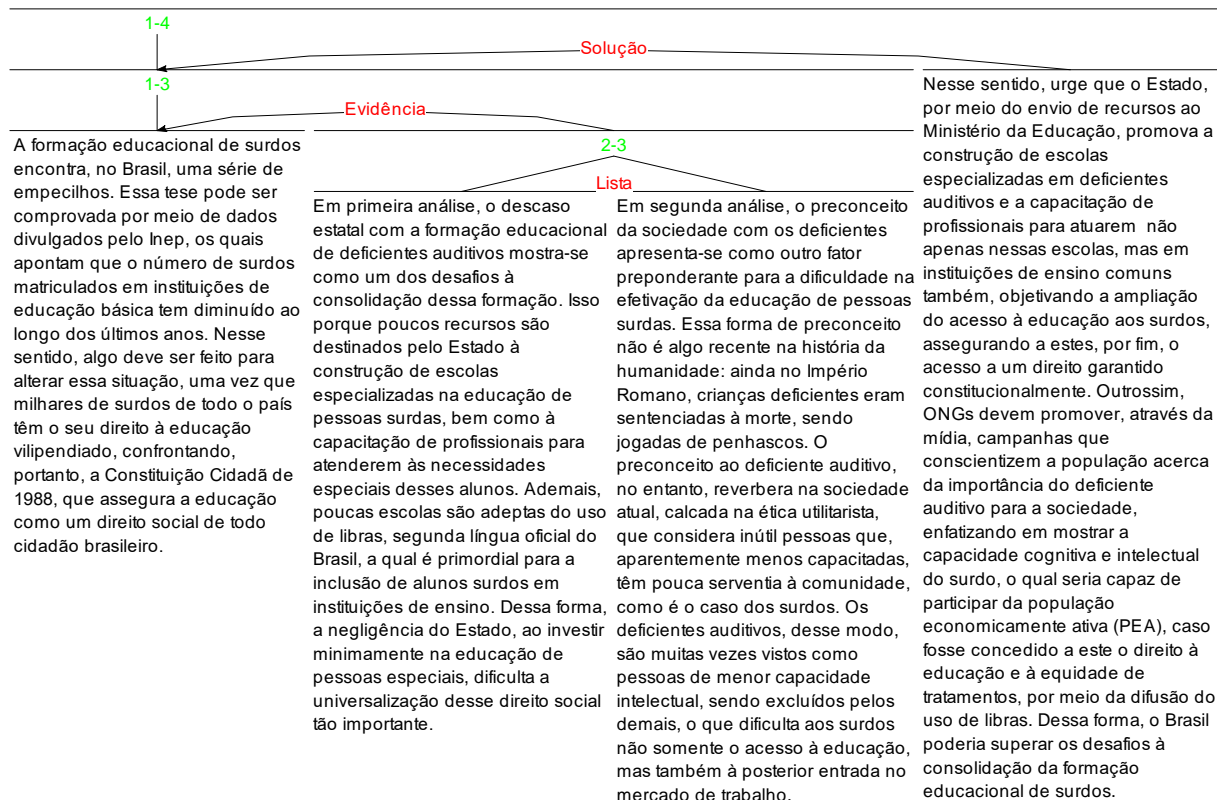 1-4
Solução
1-3
Evidência
2-3
Lista
A formação educacional de surdos
encontra, no Brasil, uma série de
empecilhos. Essa tese pode ser
comprovada por meio de dados
divulgados pelo Inep, os quais
apontam que o número de surdos
matriculados em instituições de
educação básica tem diminuído ao
longo dos últimos anos. Nesse
sentido, algo deve ser feito para
alterar essa situação, uma vez que
milhares de surdos de todo o país
têm o seu direito à educação
vilipendiado, confrontando,
portanto, a Constituição Cidadã de
1988, que assegura a educação
como um direito social de todo
cidadão brasileiro.
Em primeira análise, o descaso
estatal com a formação educacional
de deficientes auditivos mostra-se
como um dos desafios à
consolidação dessa formação. Isso
porque poucos recursos são
destinados pelo Estado à
construção de escolas
especializadas na educação de
pessoas surdas, bem como à
capacitação de profissionais para
atenderem às necessidades
especiais desses alunos. Ademais,
poucas escolas são adeptas do uso
de libras, segunda língua oficial do
Brasil, a qual é primordial para a
inclusão de alunos surdos em
instituições de ensino. Dessa forma,
a negligência do Estado, ao investir
minimamente na educação de
pessoas especiais, dificulta a
universalização desse direito social
tão importante.
Em segunda análise, o preconceito
da sociedade com os deficientes
apresenta-se como outro fator
preponderante para a dificuldade na
efetivação da educação de pessoas
surdas. Essa forma de preconceito
não é algo recente na história da
humanidade: ainda no Império
Romano, crianças deficientes eram
sentenciadas à morte, sendo
jogadas de penhascos. O
preconceito ao deficiente auditivo,
no entanto, reverbera na sociedade
atual, calcada na ética utilitarista,
que considera inútil pessoas que,
aparentemente menos capacitadas,
têm pouca serventia à comunidade,
como é o caso dos surdos. Os
deficientes auditivos, desse modo,
são muitas vezes vistos como
pessoas de menor capacidade
intelectual, sendo excluídos pelos
demais, o que dificulta aos surdos
não somente o acesso à educação,
mas também à posterior entrada no
mercado de trabalho.
Nesse sentido, urge que o Estado,
por meio do envio de recursos ao
Ministério da Educação, promova a
construção de escolas
especializadas em deficientes
auditivos e a capacitação de
profissionais para atuarem não
apenas nessas escolas, mas em
instituições de ensino comuns
também, objetivando a ampliação
do acesso à educação aos surdos,
assegurando a estes, por fim, o
acesso a um direito garantido
constitucionalmente. Outrossim,
ONGs devem promover, através da
mídia, campanhas que
conscientizem a população acerca
da importância do deficiente
auditivo para a sociedade,
enfatizando em mostrar a
capacidade cognitiva e intelectual
do surdo, o qual seria capaz de
participar da população
economicamente ativa (PEA), caso
fosse concedido a este o direito à
educação e à equidade de
tratamentos, por meio da difusão do
uso de libras. Dessa forma, o Brasil
poderia superar os desafios à
consolidação da formação
educacional de surdos.